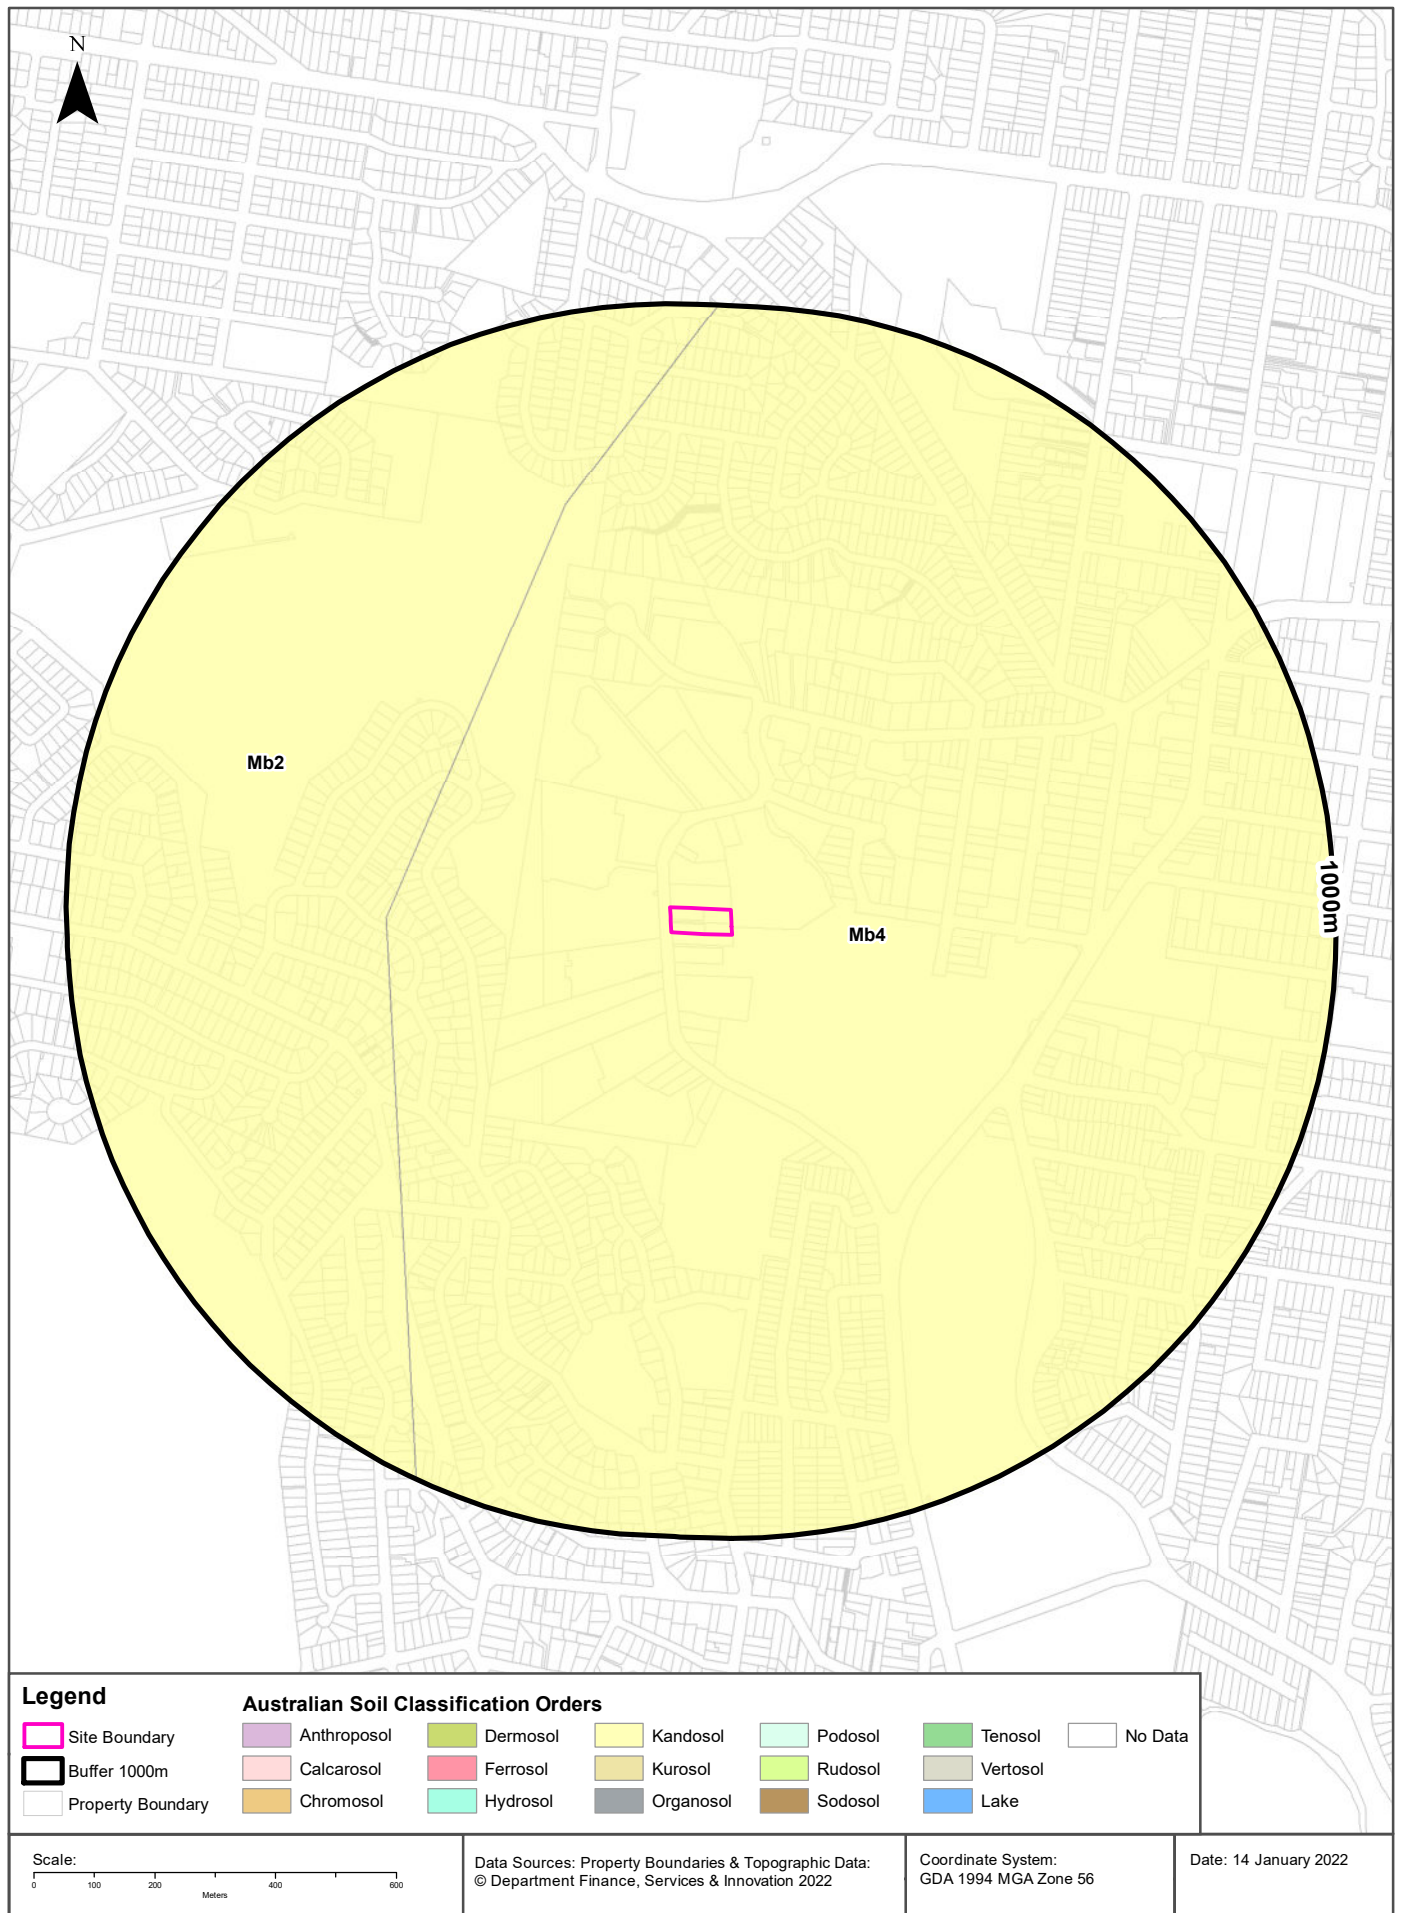 N
Mb2
1000m
Mb4
Legend
Site Boundary
Buffer 1000m
Property Boundary
Australian Soil Classification Orders
Anthroposol
Dermosol
Kandosol
Podosol
Tenosol
No Data
Calcarosol
Ferrosol
Kurosol
Rudosol
Vertosol
Chromosol
Hydrosol
Organosol
Sodosol
Lake
Scale:
0 100 200 400 600
Meters
Data Sources: Property Boundaries & Topographic Data:
© Department Finance, Services & Innovation 2022
Coordinate System:
GDA 1994 MGA Zone 56
Date: 14 January 2022